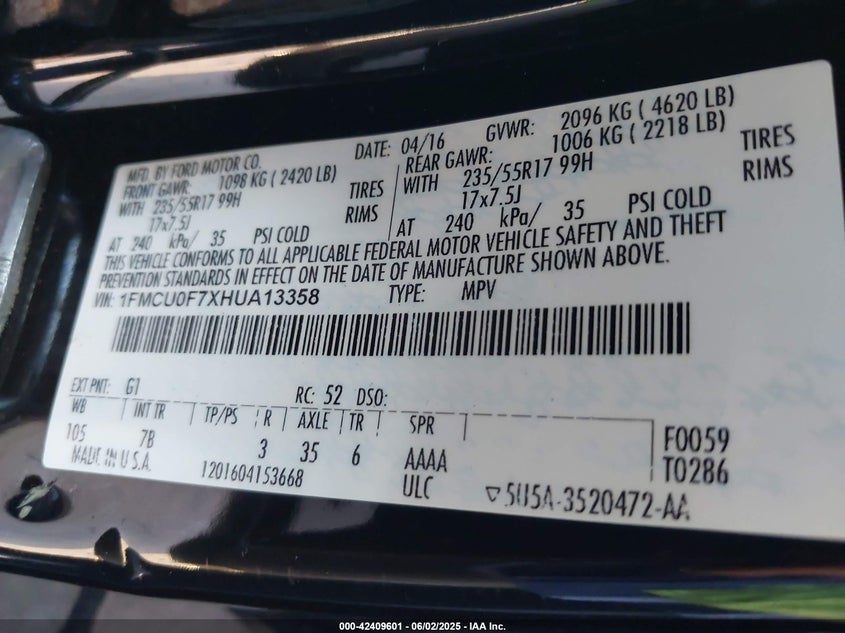 MFD. BY FORD MOTOR CO.
DATE: 04/16 GVWR: 2096 KG ( 4620 LB)
FRONT GAWR: 1098 KG ( 2420 LB)
REAR GAWR: 1006 KG ( 2218 LB)
WITH 235/55R17 99H TIRES
WITH 235/55R17 99H TIRES
17x7.5J RIMS
17x7.5J RIMS
AT 240 kPa/ 35 PSI COLD
AT 240 kPa/ 35 PSI COLD
THIS VEHICLE CONFORMS TO ALL APPLICABLE FEDERAL MOTOR VEHICLE SAFETY AND THEFT
PREVENTION STANDARDS IN EFFECT ON THE DATE OF MANUFACTURE SHOWN ABOVE.
VIN: 1FMCU0F7XHUA13358 TYPE: MPV
EXT PNT: G1 RC: 52 DSO:
WB INT TR TP/PS R AXLE TR SPR
105 7B 3 35 6 AAAA F0059
MADE IN U.S.A. 1201604153668 ULC T0286
5U5A-3520472-AA
000-42409601 - 06/02/2025 - IAA Inc.